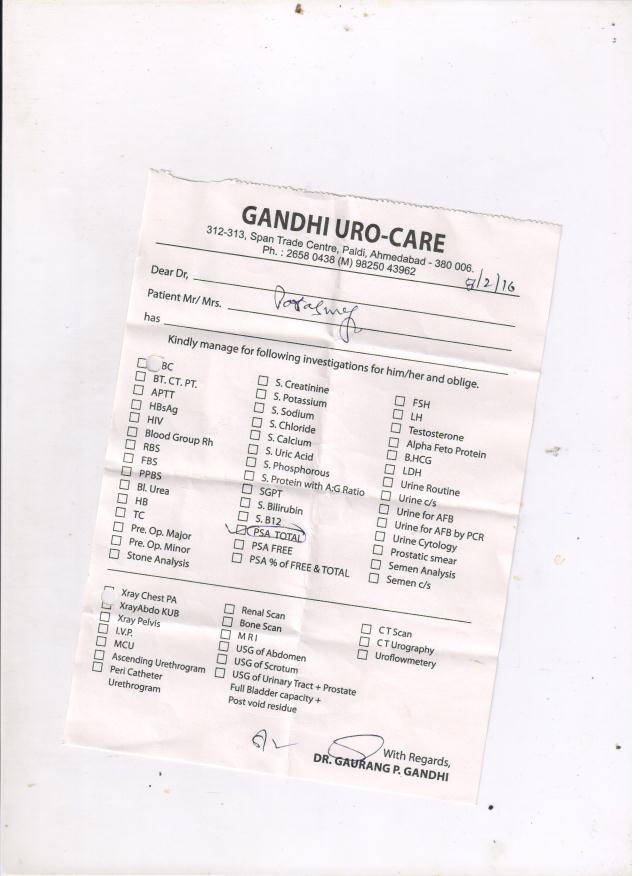 GANDHI URO-CARE
312-313, Span Trade Centre, Paldi, Ahmedabad - 380 006.
Ph. : 2658 0438 (M) 98250 43962
8/2/16
Dear Dr,
Patient Mr/ Mrs.
has
Kindly manage for following investigations for him/her and oblige.
BC
BT. CT. PT.
APTT
HBsAg
HIV
Blood Group Rh
RBS
FBS
PPBS
Bl. Urea
HB
TC
Pre. Op. Major
Pre. Op. Minor
Stone Analysis
S. Creatinine
S. Potassium
S. Sodium
S. Chloride
S. Calcium
S. Uric Acid
S. Phosphorous
S. Protein with A:G Ratio
SGPT
S. Bilirubin
S. B12
PSA TOTAL
PSA FREE
PSA % of FREE & TOTAL
FSH
LH
Testosterone
Alpha Feto Protein
B.HCG
LDH
Urine Routine
Urine c/s
Urine for AFB
Urine for AFB by PCR
Urine Cytology
Prostatic smear
Semen Analysis
Semen c/s
Xray Chest PA
XrayAbdo KUB
Xray Pelvis
I.V.P.
MCU
Ascending Urethrogram
Peri Catheter
Urethrogram
Renal Scan
Bone Scan
M R I
USG of Abdomen
USG of Scrotum
USG of Urinary Tract + Prostate
Full Bladder capacity +
Post void residue
C T Scan
C T Urography
Uroflowmetery
With Regards,
DR. GAURANG P. GANDHI